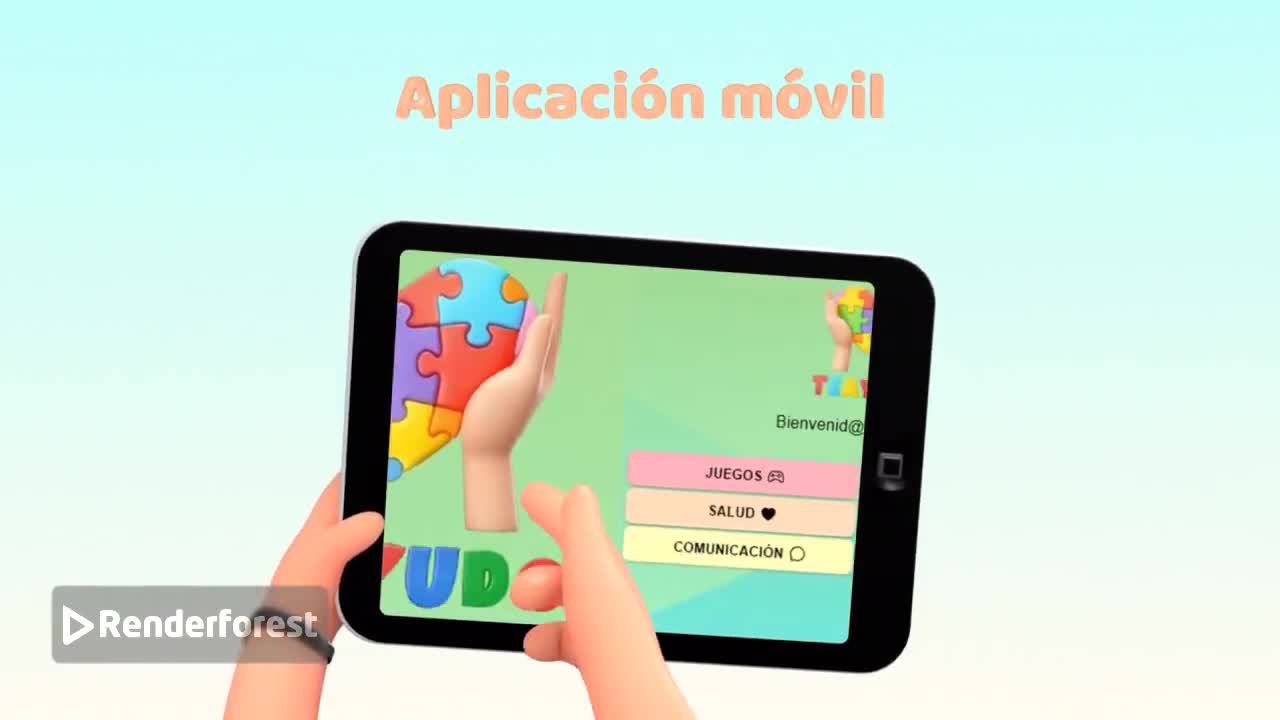 Aplicación móvil
Bienvenid@
JUEGOS
SALUD
COMUNICACIÓN
Renderforest